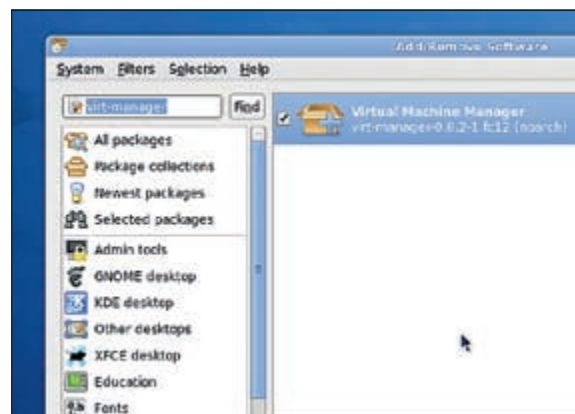 Add/Remove Software
System Filters Selection Help
virt-manager Find
Virtual Machine Manager
virt-manager-0.8.2-1.fc12 (noarch)
All packages
Package collections
Newest packages
Selected packages
Admin tools
GNOME desktop
KDE desktop
Other desktops
XFCE desktop
Education
Fonts